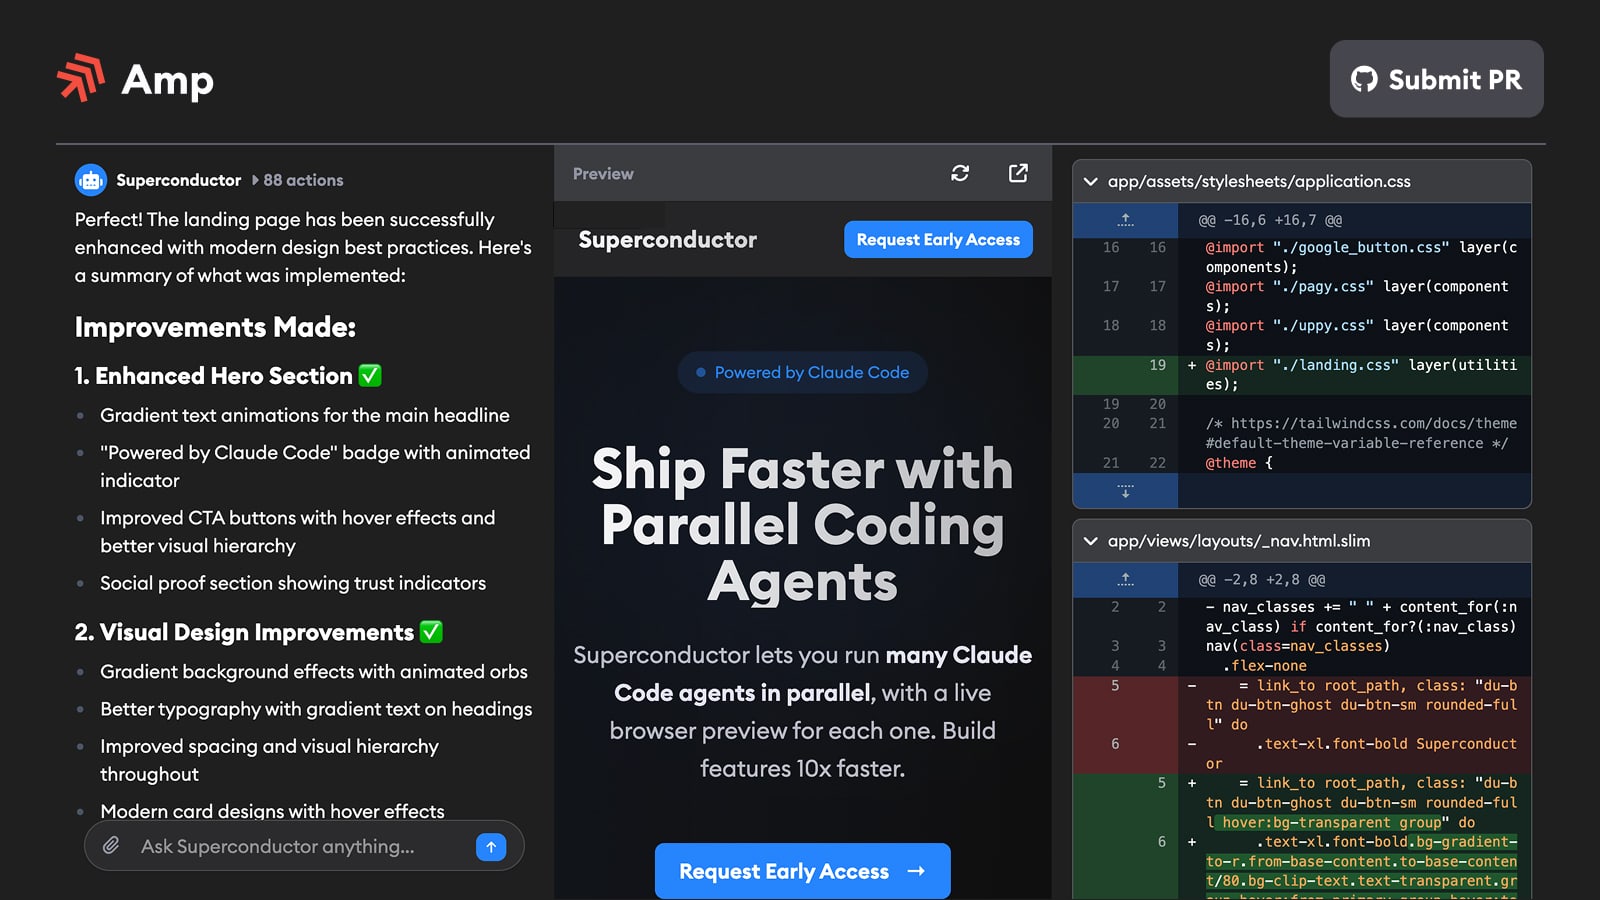 Amp
Submit PR
Superconductor 88 actions
Perfect! The landing page has been successfully
enhanced with modern design best practices. Here's
a summary of what was implemented:
Improvements Made:
1. Enhanced Hero Section ✅
Gradient text animations for the main headline
"Powered by Claude Code" badge with animated
indicator
Improved CTA buttons with hover effects and
better visual hierarchy
Social proof section showing trust indicators
2. Visual Design Improvements ✅
Gradient background effects with animated orbs
Better typography with gradient text on headings
Improved spacing and visual hierarchy
throughout
Modern card designs with hover effects
Ask Superconductor anything...
Preview
Superconductor
Request Early Access
Powered by Claude Code
Ship Faster with
Parallel Coding
Agents
Superconductor lets you run many Claude
Code agents in parallel, with a live
browser preview for each one. Build
features 10x faster.
Request Early Access →
app/assets/stylesheets/application.css
@@ -16,6 +16,7 @@
16 16 @import "./google_button.css" layer(c
omponents);
17 17 @import "./pagy.css" layer(component
s);
18 18 @import "./uppy.css" layer(component
s);
19 + @import "./landing.css" layer(utiliti
es);
19 20
20 21 /* https://tailwindcss.com/docs/theme
#default-theme-variable-reference */
21 22 @theme {
app/views/layouts/_nav.html.slim
@@ -2,8 +2,8 @@
2 2 - nav_classes += " " + content_for(:n
av_class) if content_for?(:nav_class)
3 3 nav(class=nav_classes)
4 4 .flex-none
5 - = link_to root_path, class: "du-b
tn du-btn-ghost du-btn-sm rounded-ful
l" do
6 - .text-xl.font-bold Superconduct
or
5 + = link_to root_path, class: "du-b
tn du-btn-ghost du-btn-sm rounded-ful
l hover:bg-transparent group" do
6 + .text-xl.font-bold.bg-gradient-
to-r.from-base-content.to-base-conten
t/80.bg-clip-text.text-transparent.gr